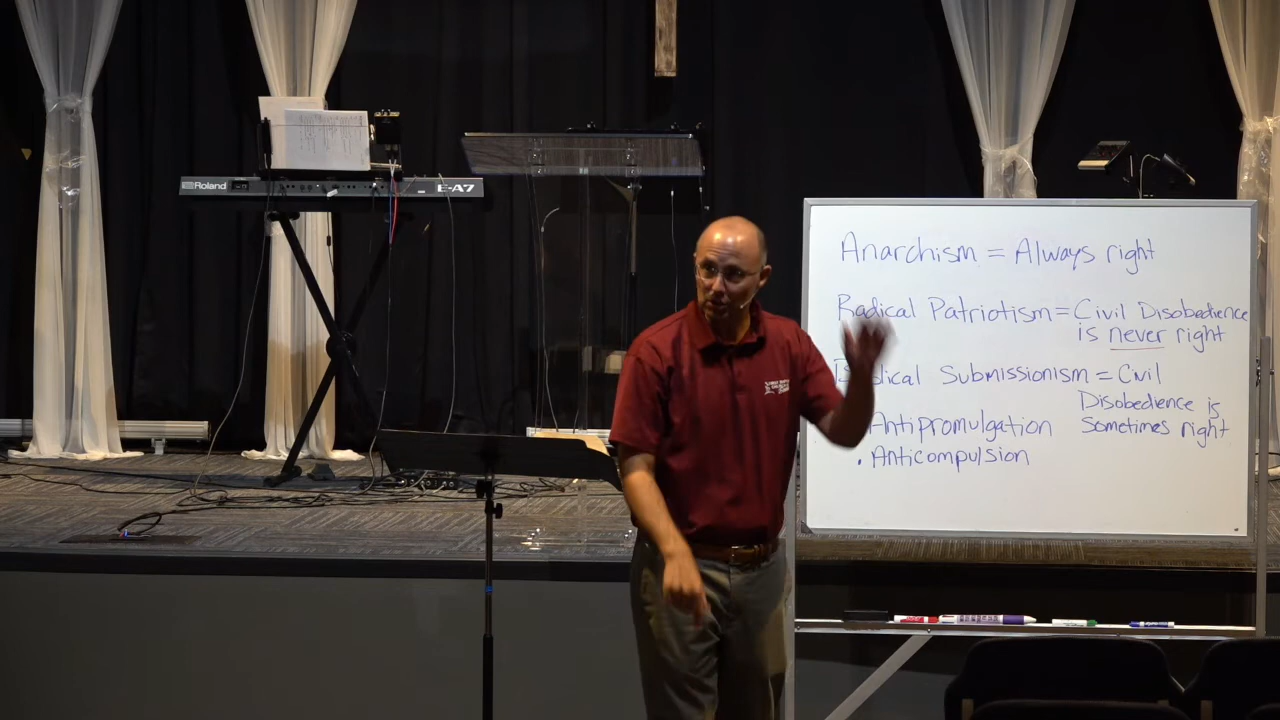 Roland
E-A7
Anarchism = Always right
Radical Patriotism = Civil Disobedience
is never right
Submissionism = Civil
Disobedience is
Sometimes right
Antipromulgation
• Anticompulsion